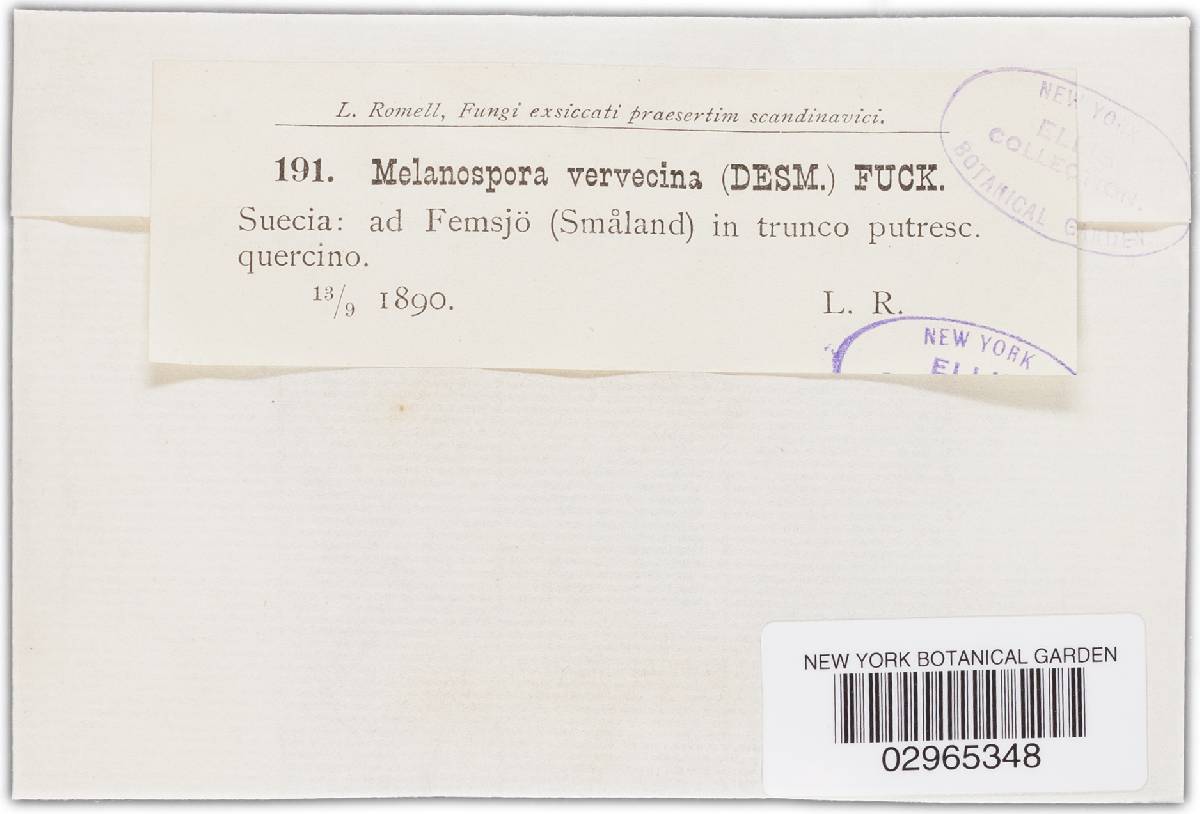 L. Romell, Fungi exsiccati praesertim scandinavici.
191. Melanospora vervecina (DESM.) FUCK.
Suecia: ad Femsjö (Småland) in trunco putresc.
quercino.
13/9 1890.
L. R.
NEW YORK
COLLECTION.
BOTANICAL GARDEN
NEW YORK
NEW YORK BOTANICAL GARDEN
02965348